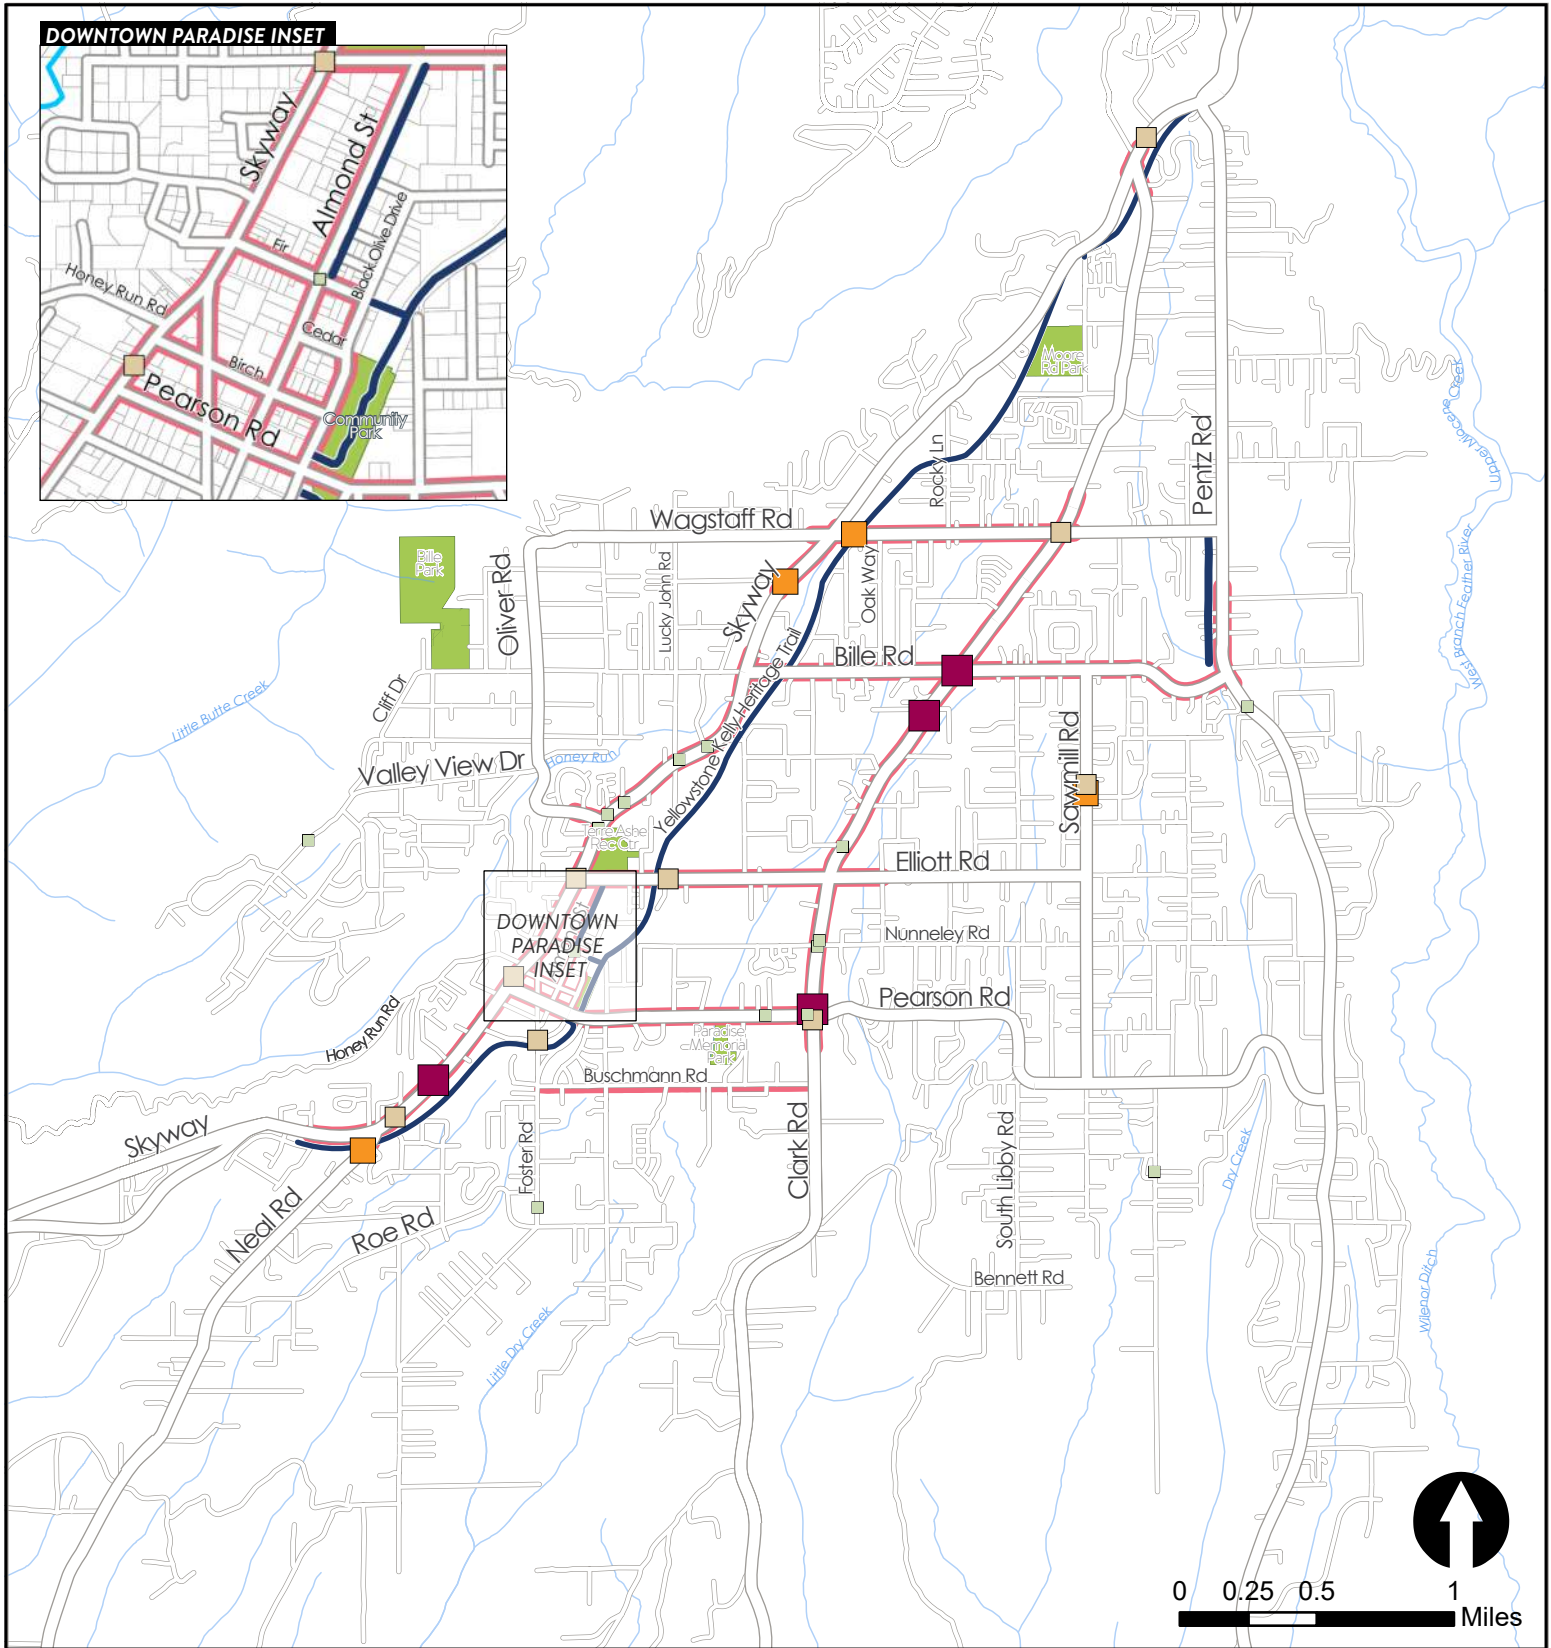 DOWNTOWN PARADISE INSET
Skyway
Almond St
Black Olive Drive
Fir
Honey Run Rd
Cedar
Birch
Pearson Rd
Community
Park
Moore
Rd Park
Upper Miocene Creek
Pentz Rd
Rocky Ln
Wagstaff Rd
Bille
Park
Oliver Rd
Lucky John Rd
Skyway
Oak Way
West Branch Feather River
Bille Rd
Yellowstone Kelly Heritage Trail
Cliff Dr
Little Butte Creek
Sawmill Rd
Honey Run
Valley View Dr
Terre Ashe
Rec Ctr
Elliott Rd
DOWNTOWN
PARADISE
INSET
Nunneley Rd
Pearson Rd
Honey Run Rd
Paradise
Memorial
Park
Buschmann Rd
Skyway
Foster Rd
Clark Rd
South Libby Rd
Dry Creek
Neal Rd
Roe Rd
Bennett Rd
Wilenor Ditch
Little Dry Creek
0 0.25 0.5 1
Miles